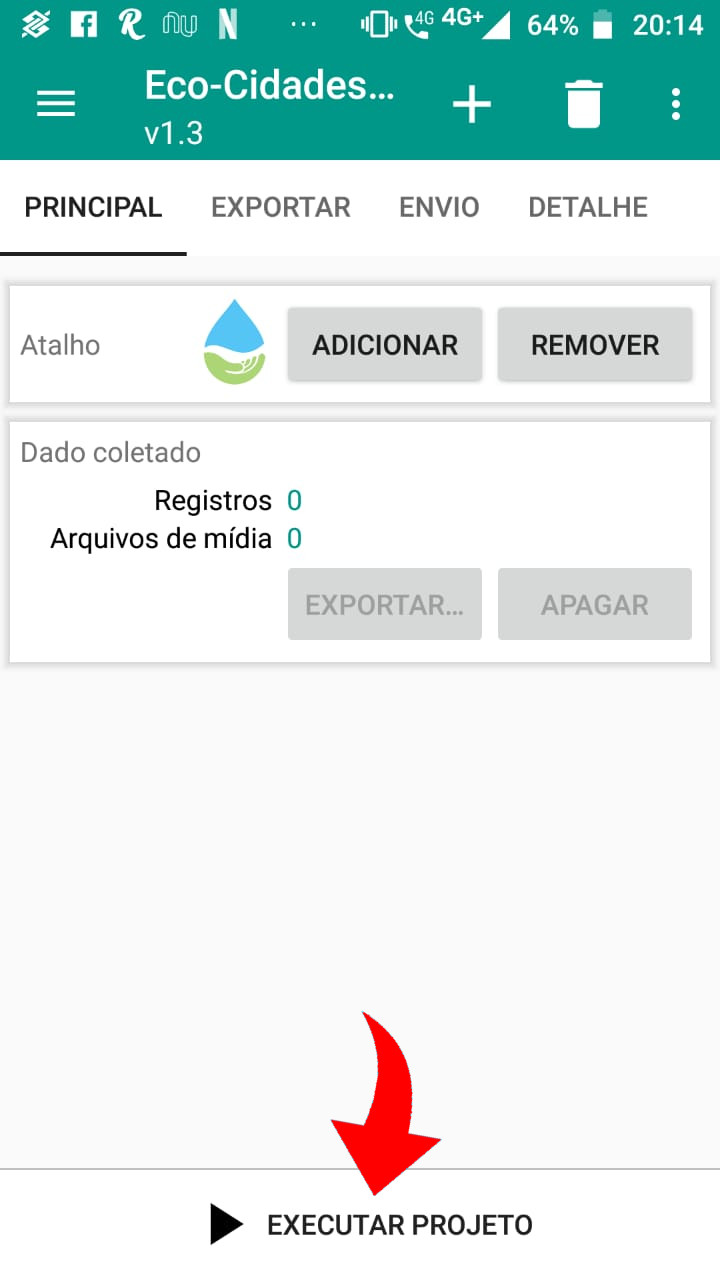 4G 4G+ 64% 20:14
Eco-Cidades...
v1.3
PRINCIPAL EXPORTAR ENVIO DETALHE
Atalho ADICIONAR REMOVER
Dado coletado
Registros 0
Arquivos de mídia 0
EXPORTAR... APAGAR
EXECUTAR PROJETO